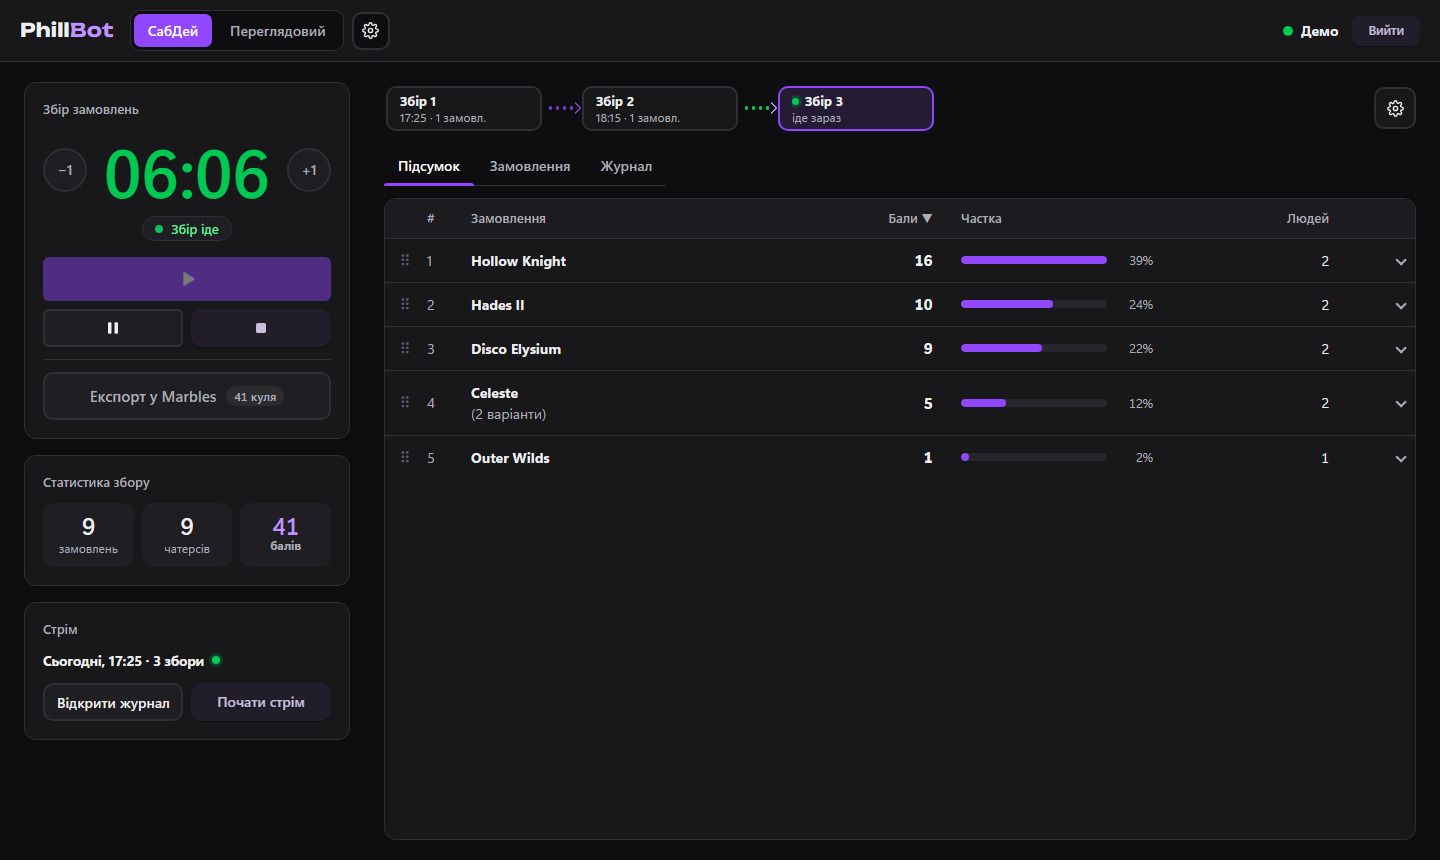 PhillBot
СабДей
Переглядовий
Демо
Вийти
Збір замовлень
−1
06:06
+1
Збір іде
Експорт у Marbles 41 куля
Статистика збору
9
замовлень
9
чатерсів
41
балів
Стрім
Сьогодні, 17:25 · 3 збори
Відкрити журнал
Почати стрім
Збір 1
17:25 · 1 замовл.
Збір 2
18:15 · 1 замовл.
Збір 3
іде зараз
Підсумок
Замовлення
Журнал
# Замовлення Бали ▼ Частка Людей
1 Hollow Knight 16 39% 2
2 Hades II 10 24% 2
3 Disco Elysium 9 22% 2
4 Celeste 5 12% 2
(2 варіанти)
5 Outer Wilds 1 2% 1